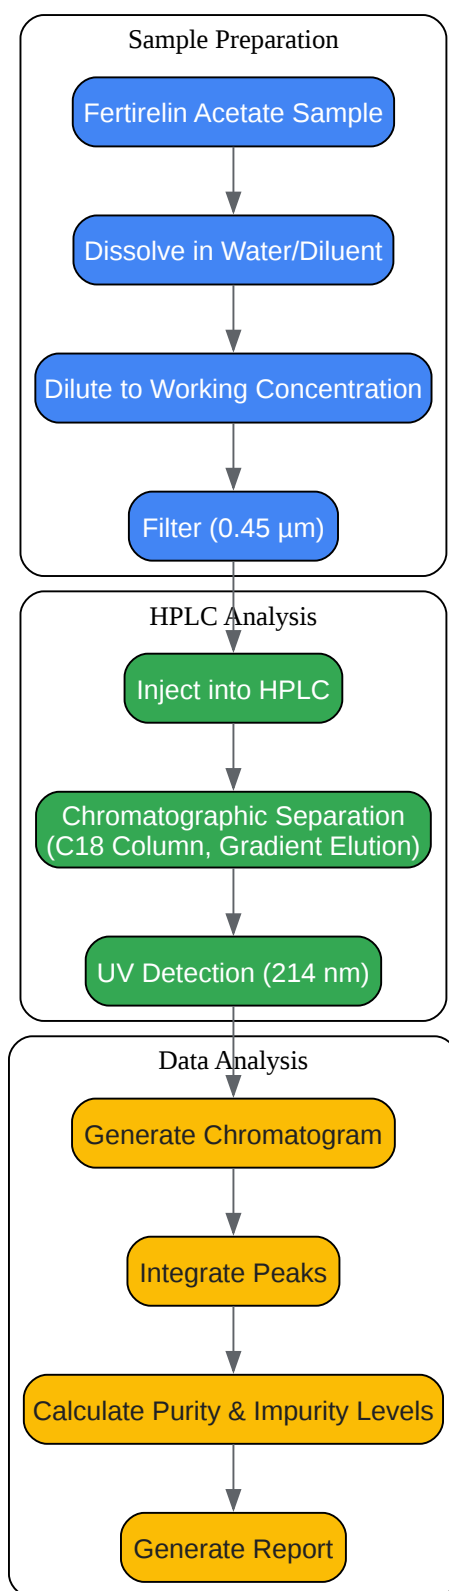 Sample Preparation
Fertirelin Acetate Sample
Dissolve in Water/Diluent
Dilute to Working Concentration
Filter (0.45 µm)
HPLC Analysis
Inject into HPLC
Chromatographic Separation
(C18 Column, Gradient Elution)
UV Detection (214 nm)
Data Analysis
Generate Chromatogram
Integrate Peaks
Calculate Purity & Impurity Levels
Generate Report